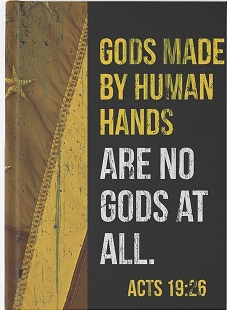 GODS MADE
BY HUMAN
HANDS
ARE NO
GODS AT
ALL.
ACTS 19:26